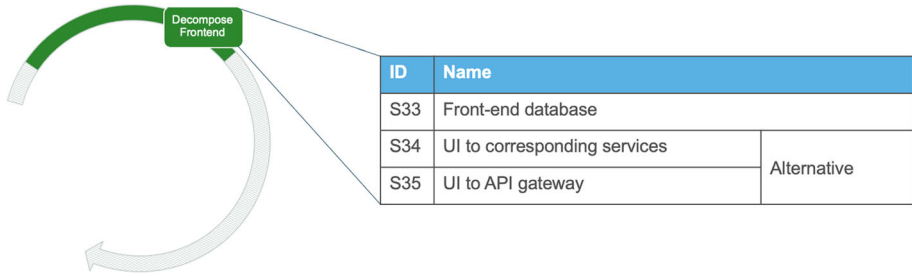 Decompose
Frontend
ID Name
S33 Front-end database
S34 UI to corresponding services
Alternative
S35 UI to API gateway